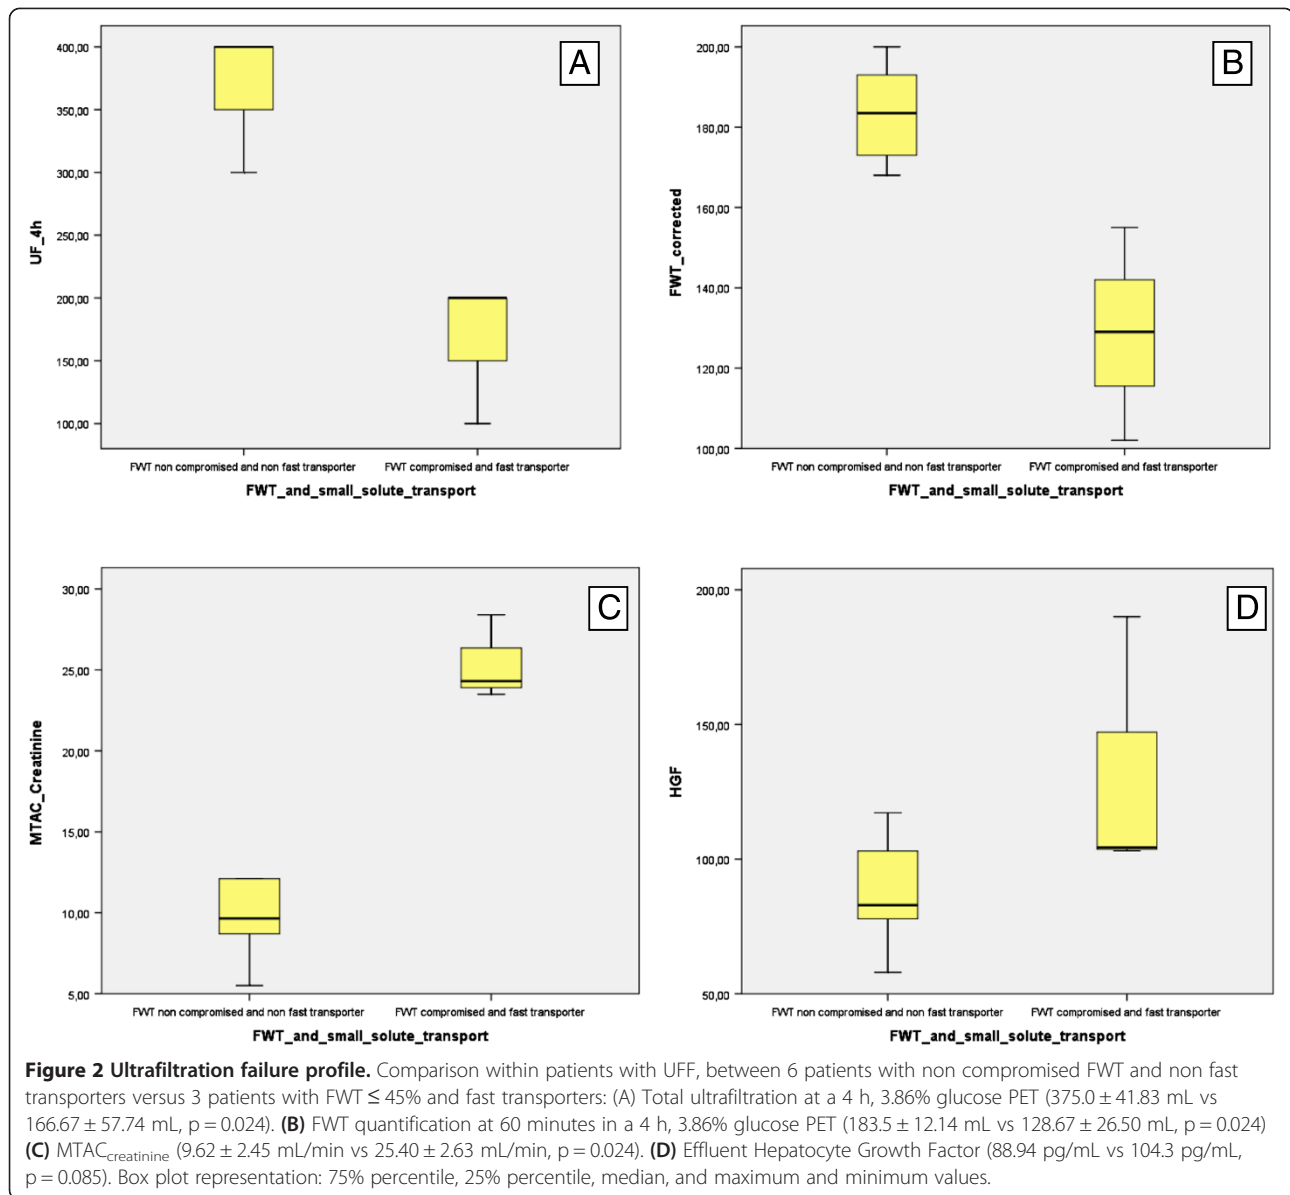 A
400,00
350,00
300,00
250,00
200,00
150,00
100,00
UF_4h
FWT non compromised and non fast transporter
FWT compromised and fast transporter
FWT_and_small_solute_transport
B
200,00
180,00
160,00
140,00
120,00
100,00
FWT_corrected
FWT non compromised and non fast transporter
FWT compromised and fast transporter
FWT_and_small_solute_transport
C
30,00
25,00
20,00
15,00
10,00
5,00
MTAC_Creatinine
FWT non compromised and non fast transporter
FWT compromised and fast transporter
FWT_and_small_solute_transport
D
200,00
150,00
100,00
50,00
HGF
FWT non compromised and non fast transporter
FWT compromised and fast transporter
FWT_and_small_solute_transport
Figure 2 Ultrafiltration failure profile. Comparison within patients with UFF, between 6 patients with non compromised FWT and non fast
transporters versus 3 patients with FWT ≤ 45% and fast transporters: (A) Total ultrafiltration at a 4 h, 3.86% glucose PET (375.0 ± 41.83 mL vs
166.67 ± 57.74 mL, p = 0.024). (B) FWT quantification at 60 minutes in a 4 h, 3.86% glucose PET (183.5 ± 12.14 mL vs 128.67 ± 26.50 mL, p = 0.024)
(C) MTACcreatinine (9.62 ± 2.45 mL/min vs 25.40 ± 2.63 mL/min, p = 0.024). (D) Effluent Hepatocyte Growth Factor (88.94 pg/mL vs 104.3 pg/mL,
p = 0.085). Box plot representation: 75% percentile, 25% percentile, median, and maximum and minimum values.